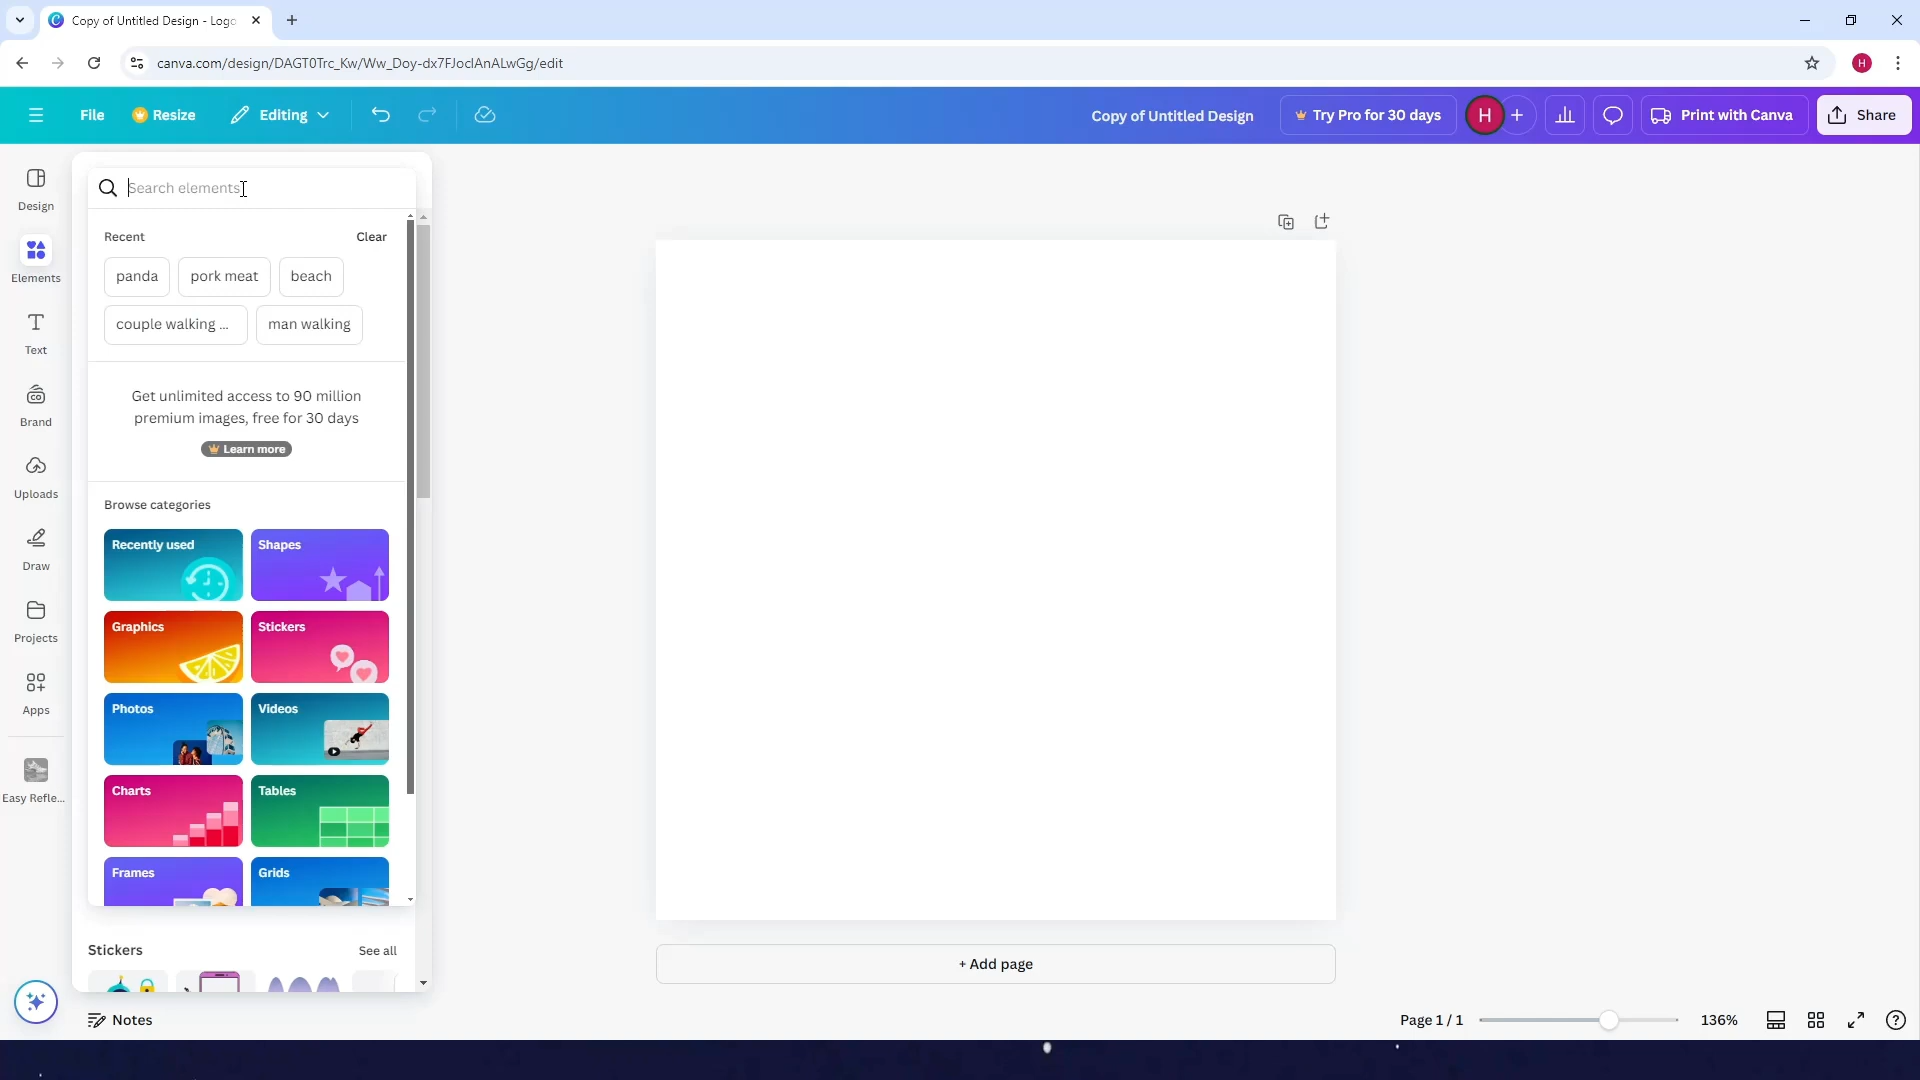 Copy of Untitled Design - Logo
canva.com/design/DAGT0Trc_Kw/Ww_Doy-dx7FJocIAnALwGg/edit
H
File
Resize
Editing
Copy of Untitled Design
Try Pro for 30 days
H
Print with Canva
Share
Design
Elements
Text
Brand
Uploads
Draw
Projects
Apps
Easy Refle...
Search elements
Recent
Clear
panda
pork meat
beach
couple walking ...
man walking
Get unlimited access to 90 million
premium images, free for 30 days
Learn more
Browse categories
Recently used
Shapes
Graphics
Stickers
Photos
Videos
Charts
Tables
Frames
Grids
Stickers
See all
+ Add page
Notes
Page 1 / 1
136%